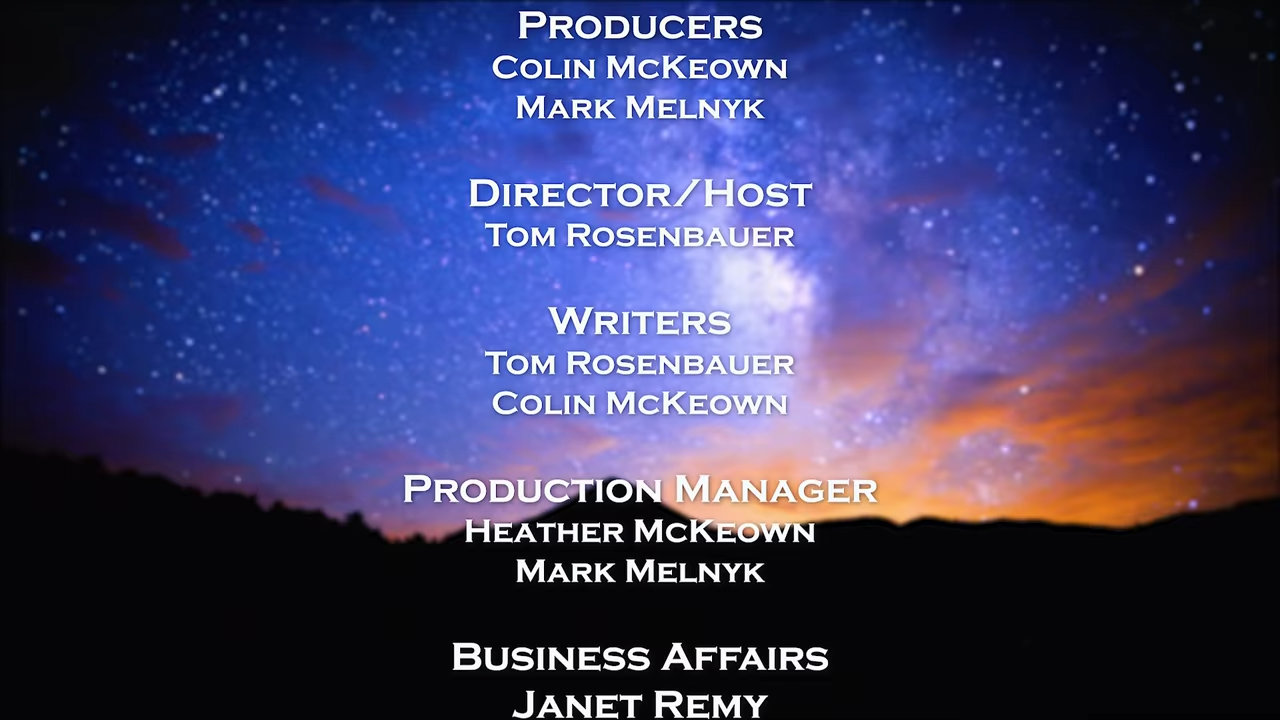 Producers
Colin McKeown
Mark Melnyk
Director/Host
Tom Rosenbauer
Writers
Tom Rosenbauer
Colin McKeown
Production Manager
Heather McKeown
Mark Melnyk
Business Affairs
Janet Remy